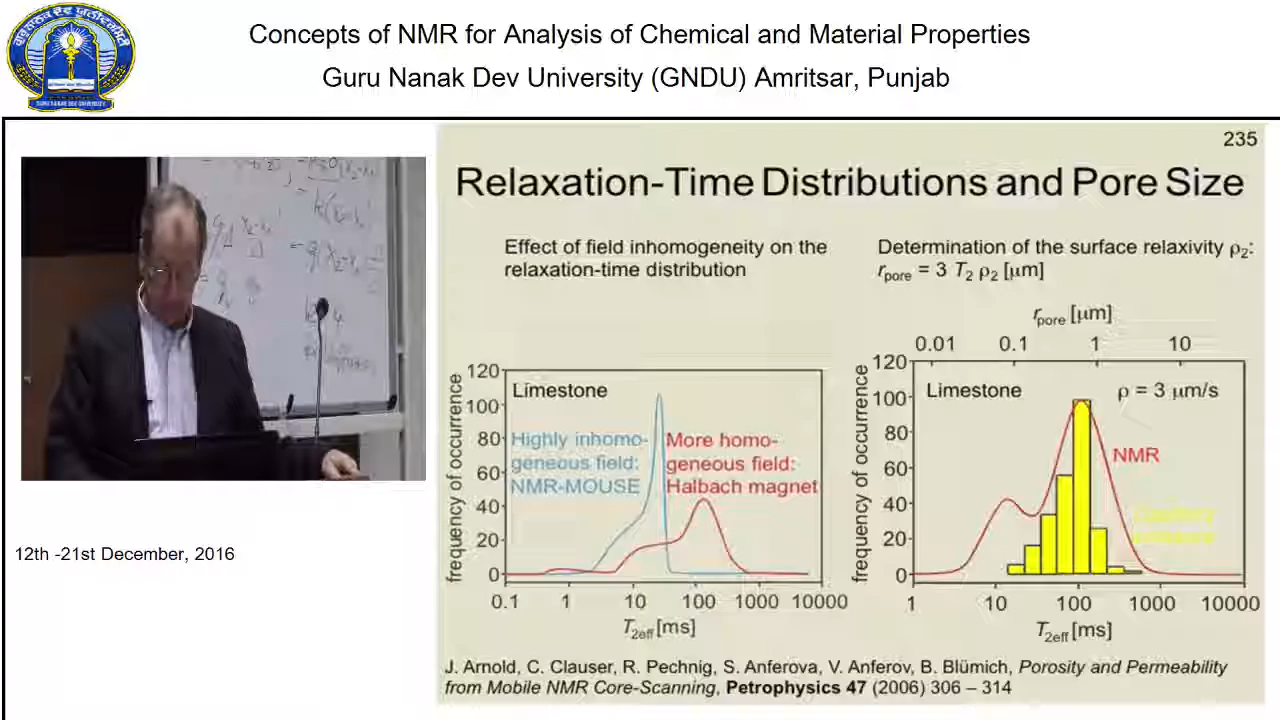 Concepts of NMR for Analysis of Chemical and Material Properties
Guru Nanak Dev University (GNDU) Amritsar, Punjab
12th -21st December, 2016
235
Relaxation-Time Distributions and Pore Size
Effect of field inhomogeneity on the
relaxation-time distribution
frequency of occurrence
120
100
80
60
40
20
0
Limestone
Highly inhomo-
geneous field:
NMR-MOUSE
More homo-
geneous field:
Halbach magnet
0.1 1 10 100 1000 10000
T2eff [ms]
Determination of the surface relaxivity ρ2:
rpore = 3 T2 ρ2 [μm]
rpore [μm]
0.01 0.1 1 10
frequency of occurrence
120
100
80
60
40
20
0
Limestone
ρ = 3 μm/s
NMR
1 10 100 1000 10000
T2eff [ms]
J. Arnold, C. Clauser, R. Pechnig, S. Anferova, V. Anferov, B. Blümich, Porosity and Permeability
from Mobile NMR Core-Scanning, Petrophysics 47 (2006) 306 – 314